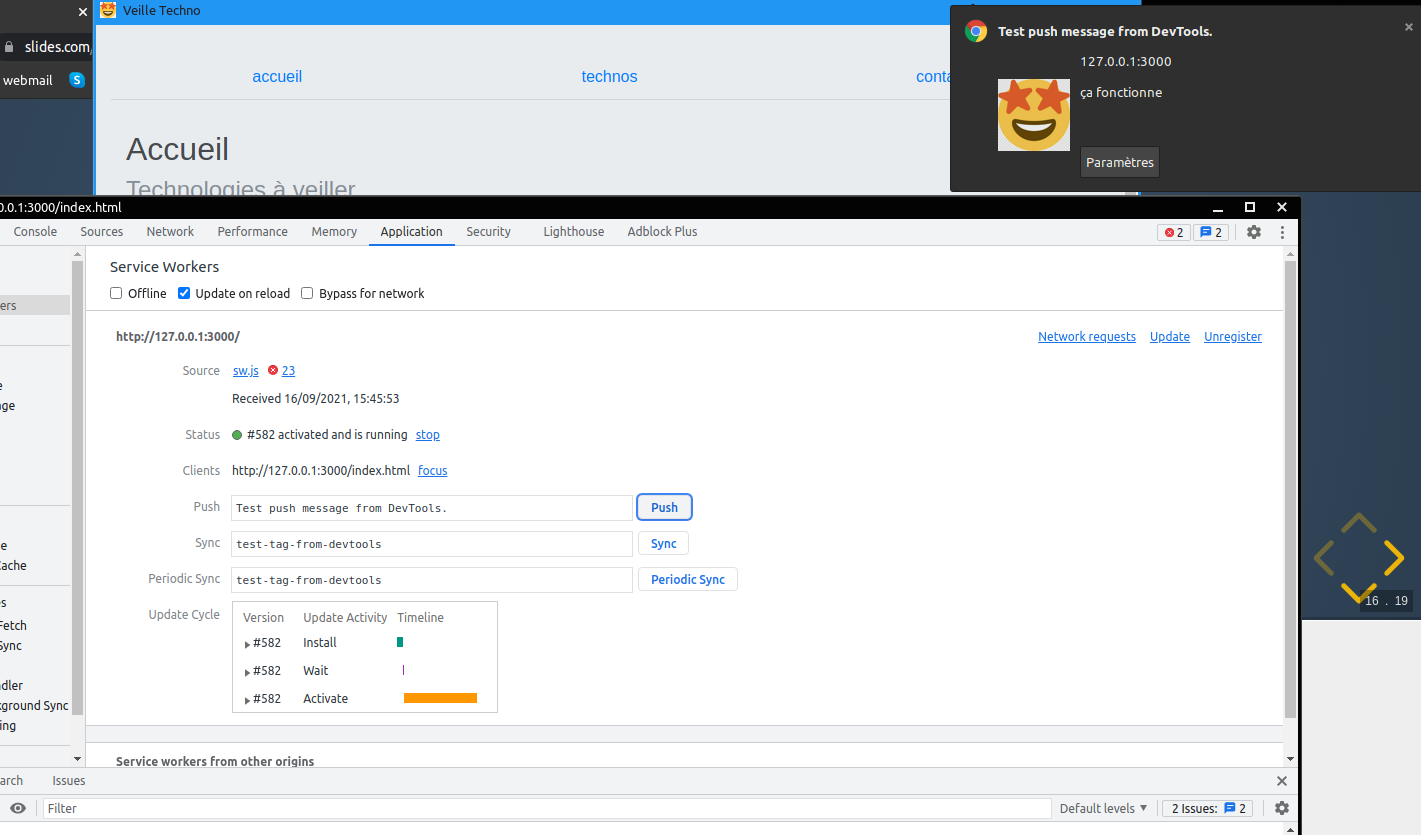 Veille Techno
slides.com/
webmail
S
accueil technos conta
Accueil
Technologies à veiller
Test push message from DevTools.
127.0.0.1:3000
ça fonctionne
Paramètres
0.0.1:3000/index.html
Console Sources Network Performance Memory Application Security Lighthouse Adblock Plus 2 2
Service Workers
Offline Update on reload Bypass for network
ers
http://127.0.0.1:3000/ Network requests Update Unregister
Source sw.js 23
Received 16/09/2021, 15:45:53
e
age
Status #582 activated and is running stop
Clients http://127.0.0.1:3000/index.html focus
Push Test push message from DevTools. Push
Sync test-tag-from-devtools Sync
Periodic Sync test-tag-from-devtools Periodic Sync
e
Cache
es
Fetch
Sync
ndler
kground Sync
ing
Update Cycle
Version Update Activity Timeline
#582 Install
#582 Wait
#582 Activate
16 . 19
Service workers from other origins
arch Issues
Filter Default levels 2 Issues: 2